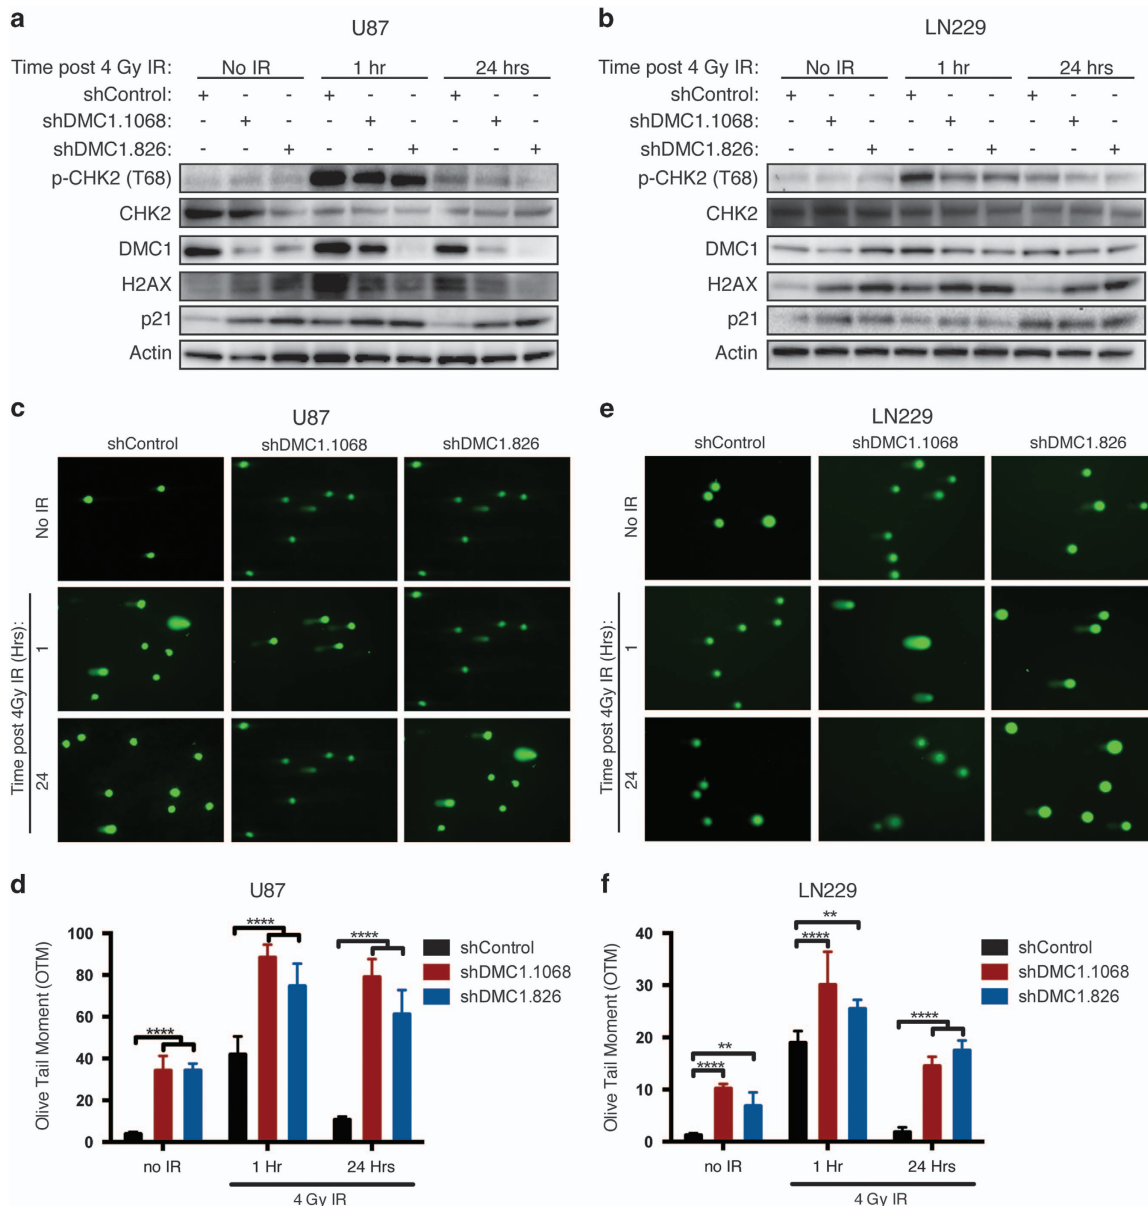 a
U87
Time post 4 Gy IR: No IR 1 hr 24 hrs
shControl: + - - + - - + - -
shDMC1.1068: - + - - + - - + -
shDMC1.826: - - + - - + - - +
p-CHK2 (T68)
CHK2
DMC1
H2AX
p21
Actin
b
LN229
Time post 4 Gy IR: No IR 1 hr 24 hrs
shControl: + - - + - - + - -
shDMC1.1068: - + - - + - - + -
shDMC1.826: - - + - - + - - +
p-CHK2 (T68)
CHK2
DMC1
H2AX
p21
Actin
c
U87
shControl shDMC1.1068 shDMC1.826
No IR
Time post 4Gy IR (Hrs):
1
24
e
LN229
shControl shDMC1.1068 shDMC1.826
No IR
Time post 4Gy IR (Hrs):
1
24
d
U87
Olive Tail Moment (OTM)
100
80
60
40
20
0
****
****
****
shControl
shDMC1.1068
shDMC1.826
no IR 1 Hr 24 Hrs
4 Gy IR
f
LN229
Olive Tail Moment (OTM)
40
30
20
10
0
**
****
**
****
****
shControl
shDMC1.1068
shDMC1.826
no IR 1 Hr 24 Hrs
4 Gy IR